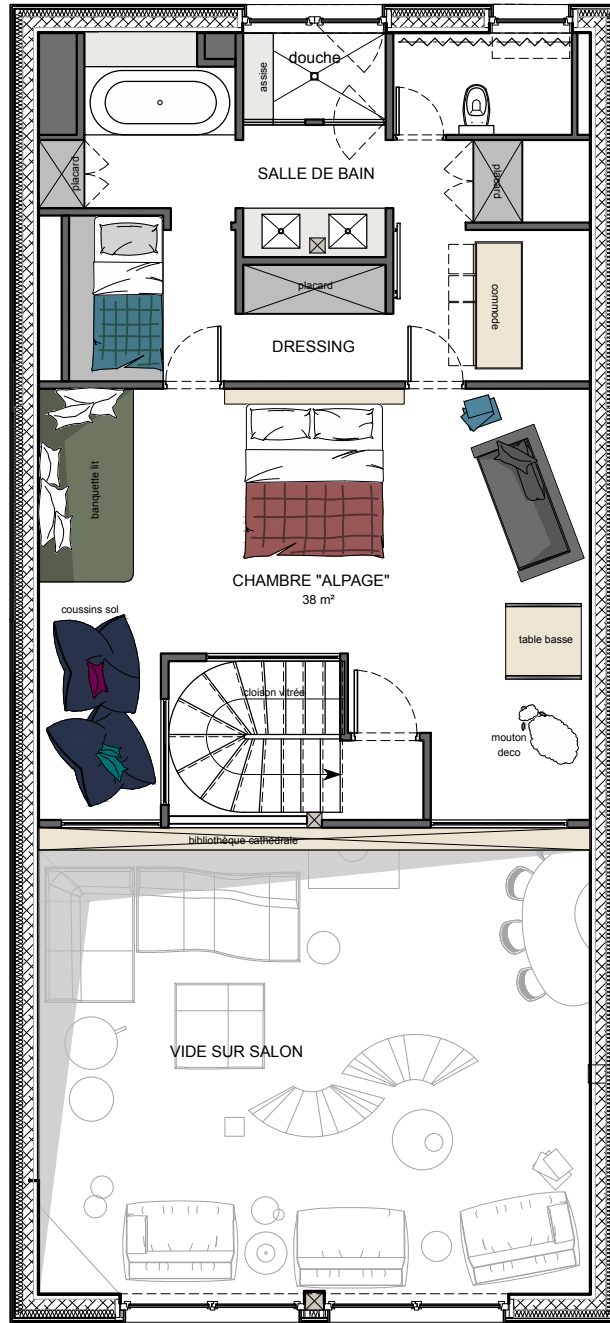 douche
assise
placard
SALLE DE BAIN
placard
placard
commode
DRESSING
banquette lit
CHAMBRE "ALPAGE"
38 m²
coussins sol
table basse
cloison vitrée
mouton
deco
bibliothèque cathédrale
VIDE SUR SALON